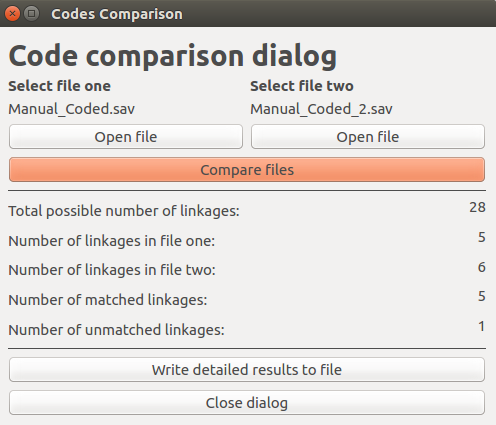 Codes Comparison
Code comparison dialog
Select file one Select file two
Manual_Coded.sav Manual_Coded_2.sav
Open file Open file
Compare files
Total possible number of linkages: 28
Number of linkages in file one: 5
Number of linkages in file two: 6
Number of matched linkages: 5
Number of unmatched linkages: 1
Write detailed results to file
Close dialog